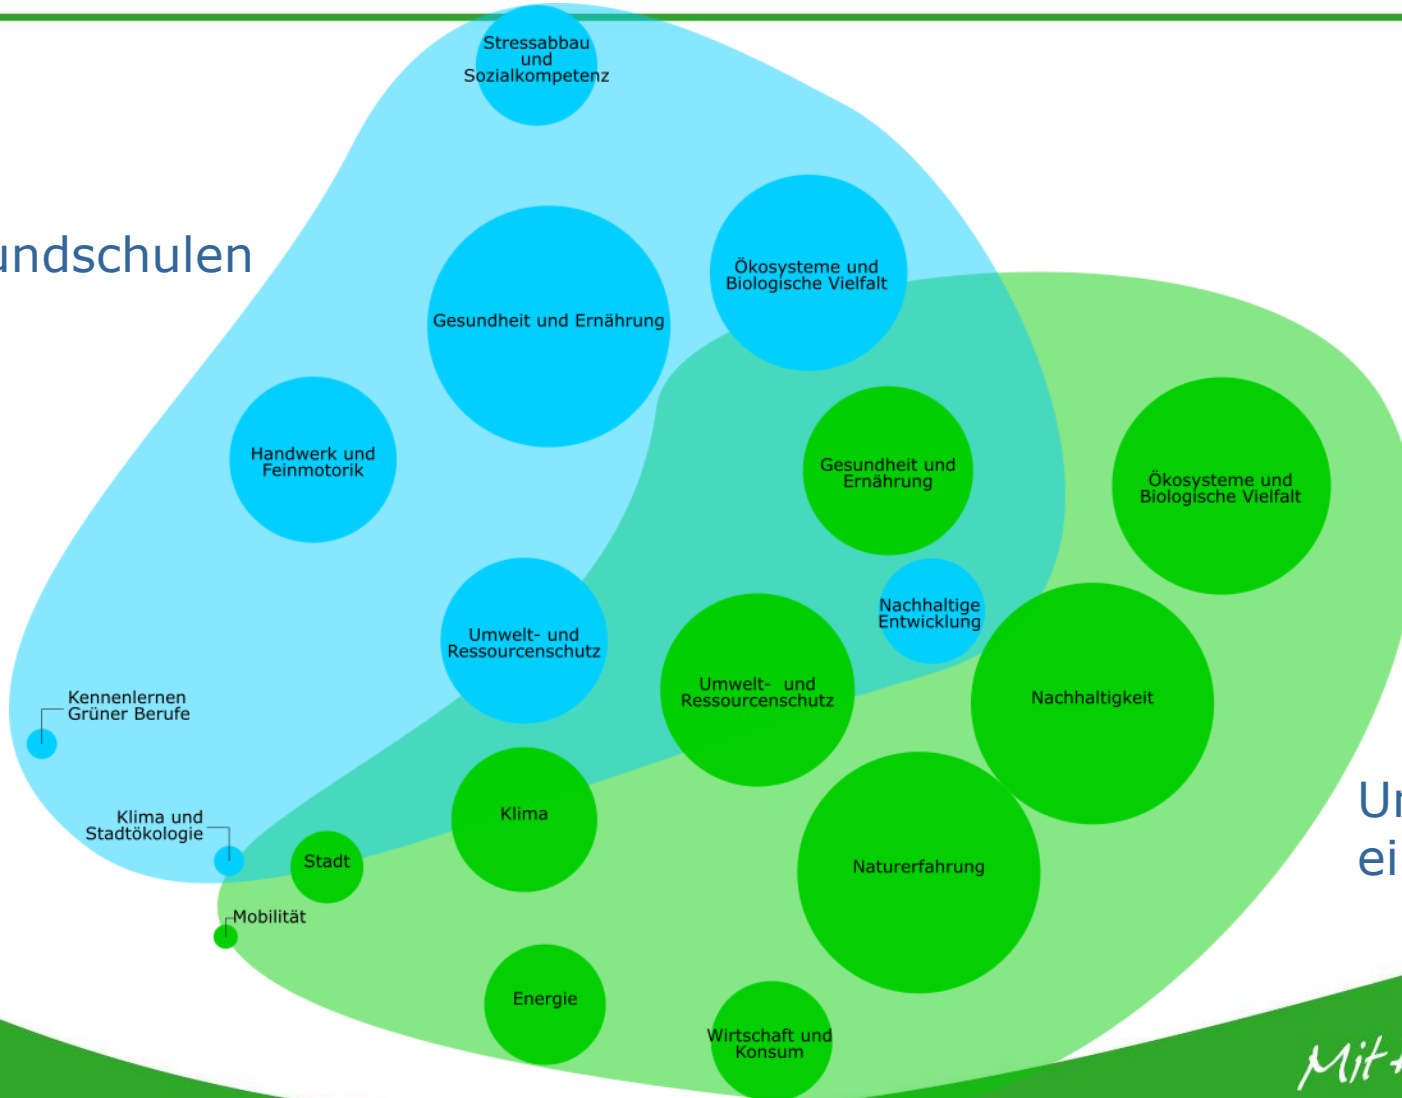 Stressabbau
und
Sozialkompetenz
undschulen
Ökosysteme und
Biologische Vielfalt
Gesundheit und Ernährung
Handwerk und
Feinmotorik
Gesundheit und
Ernährung
Ökosysteme und
Biologische Vielfalt
Nachhaltige
Entwicklung
Umwelt- und
Ressourcenschutz
Umwelt- und
Ressourcenschutz
Nachhaltigkeit
Kennenlernen
Grüner Berufe
Klima und
Stadtökologie
Klima
Stadt
Naturerfahrung
Mobilität
Energie
Wirtschaft und
Konsum
Mit